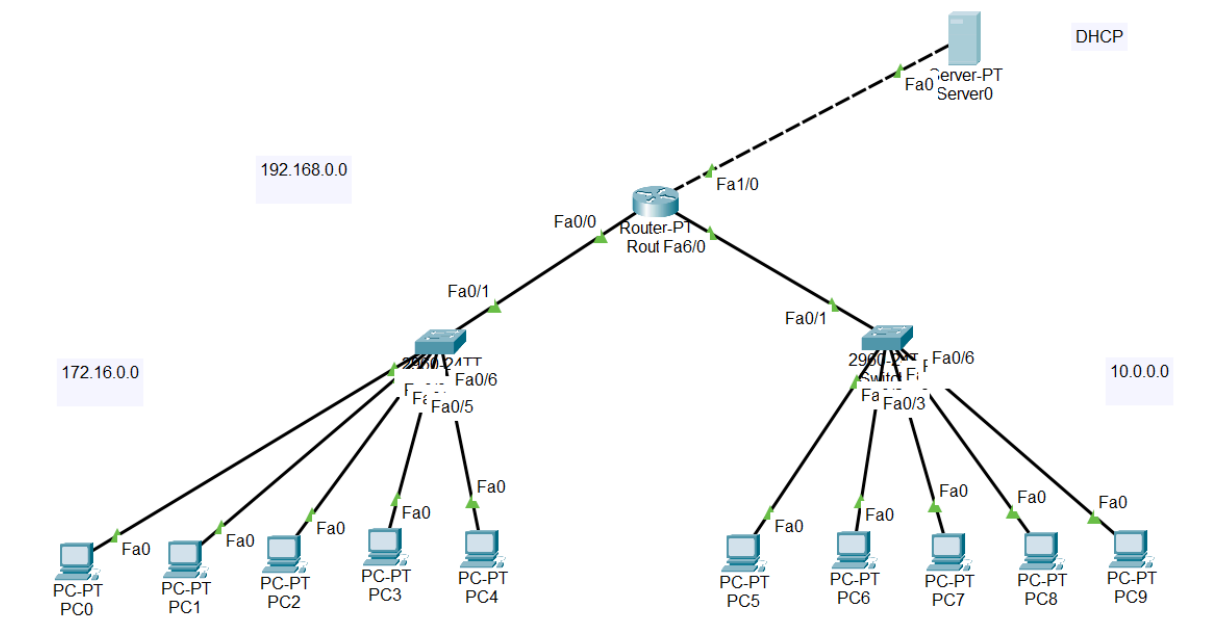 DHCP
Server-PT
Fa0
Server0
192.168.0.0
Fa1/0
Fa0/0
Router-PT
Rout
Fa6/0
Fa0/1
Fa0/1
172.16.0.0
2960-24TT
Fa0/6
Fa0/5
Fa0/6
Fa0/3
10.0.0.0
Fa0
Fa0
Fa0
Fa0
Fa0
Fa0
Fa0
Fa0
Fa0
Fa0
PC-PT
PC0
PC-PT
PC1
PC-PT
PC2
PC-PT
PC3
PC-PT
PC4
PC-PT
PC5
PC-PT
PC6
PC-PT
PC7
PC-PT
PC8
PC-PT
PC9